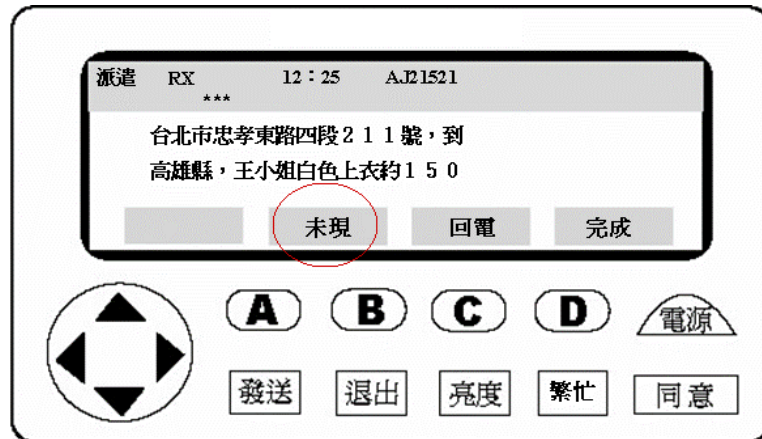 派遣 RX 12：25 AJ21521
***
台北市忠孝東路四段２１１號，到
高雄縣，王小姐白色上衣約１５０
未現 回電 完成
A B C D 電源
發送 退出 亮度 繁忙 同意